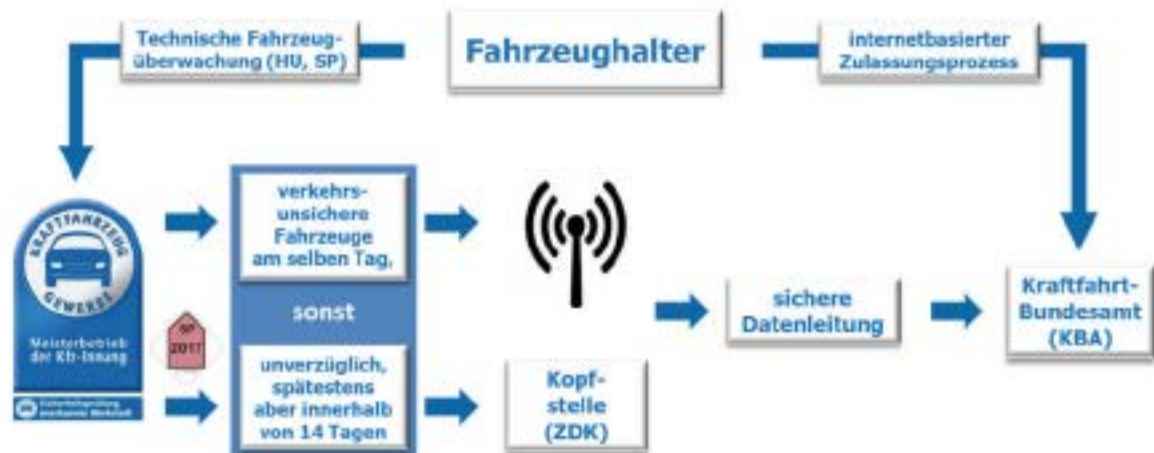 Technische Fahrzeug-
überwachung (HU, SP)
Fahrzeughalter
internetbasierter
Zulassungsprozess
KRAFTFAHRZEUG
GEWERBE
Meisterbetrieb
der Kfz-Innung
SP
2017
verkehrs-
unsichere
Fahrzeuge
am selben Tag,
sonst
unverzüglich,
spätestens
aber innerhalb
von 14 Tagen
Kopf-
stelle
(ZDK)
sichere
Datenleitung
Kraftfahrt-
Bundesamt
(KBA)